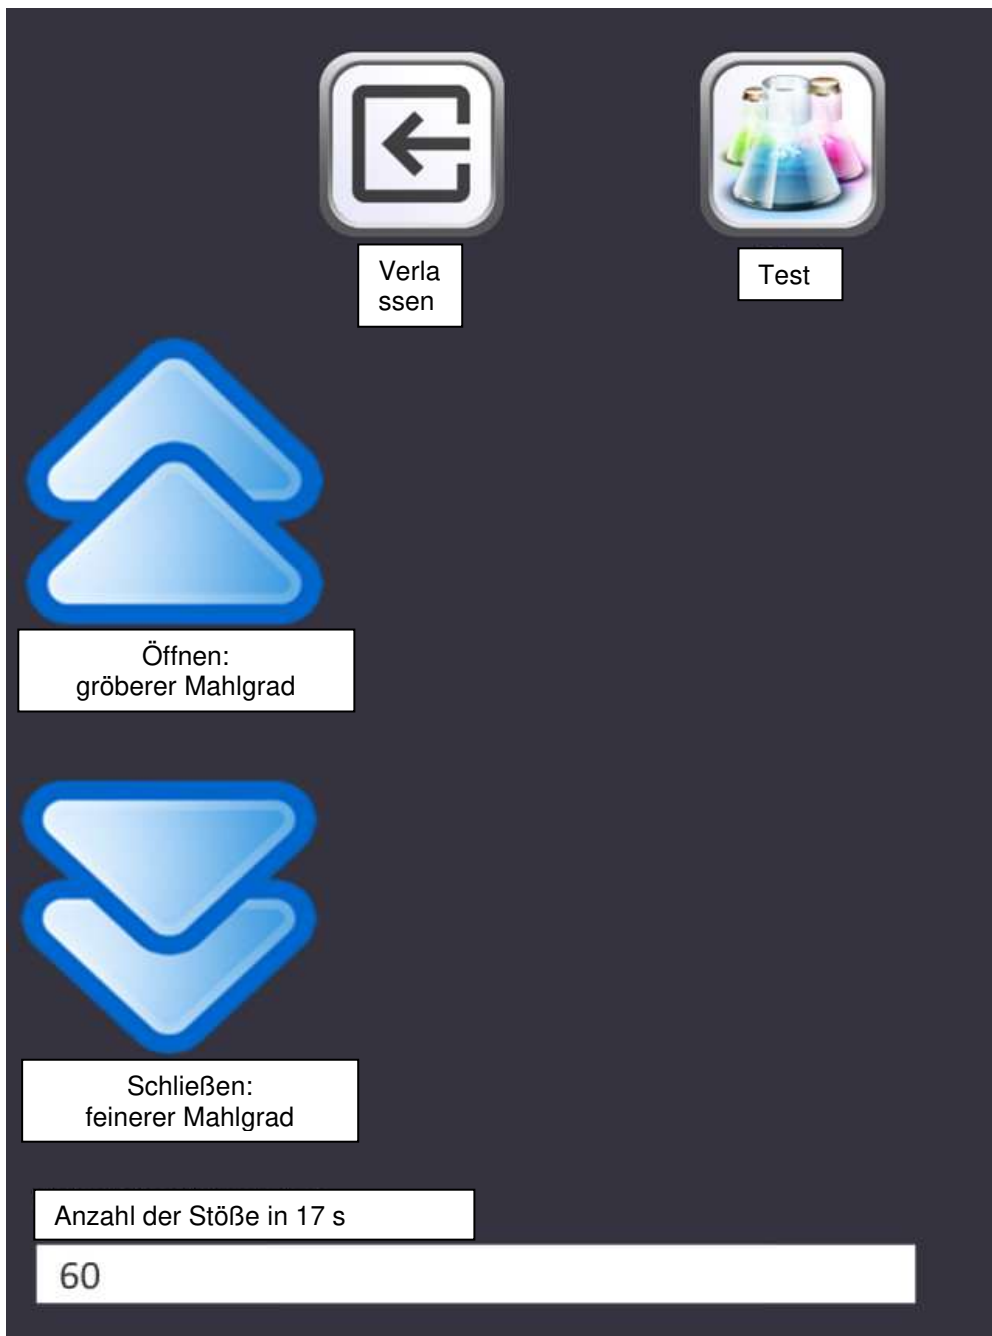 Verla
ssen
Test
Öffnen:
gröberer Mahlgrad
Schließen:
feinerer Mahlgrad
Anzahl der Stöße in 17 s
60